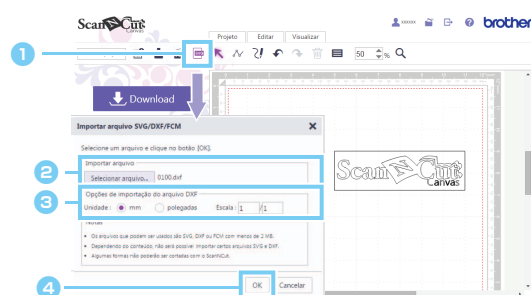 ScanNCut
Canvas
xxxxx
brother
Projeto Editar Visualizar
1
50 %
Download
Importar arquivo SVG/DXF/FCM
Selecione um arquivo e clique no botão [OK].
2
Importar arquivo
Selecionar arquivo... 0100.dxf
3
Opções de importação do arquivo DXF
Unidade : mm polegadas Escala : 1 /1
Notas
Os arquivos que podem ser usados são SVG, DXF ou FCM com menos de 2 MB.
Dependendo do conteúdo, não será possível importar certos arquivos SVG e DXF.
Algumas formas não poderão ser cortadas com o ScanNCut.
4
OK Cancelar
ScanNCut
Canvas